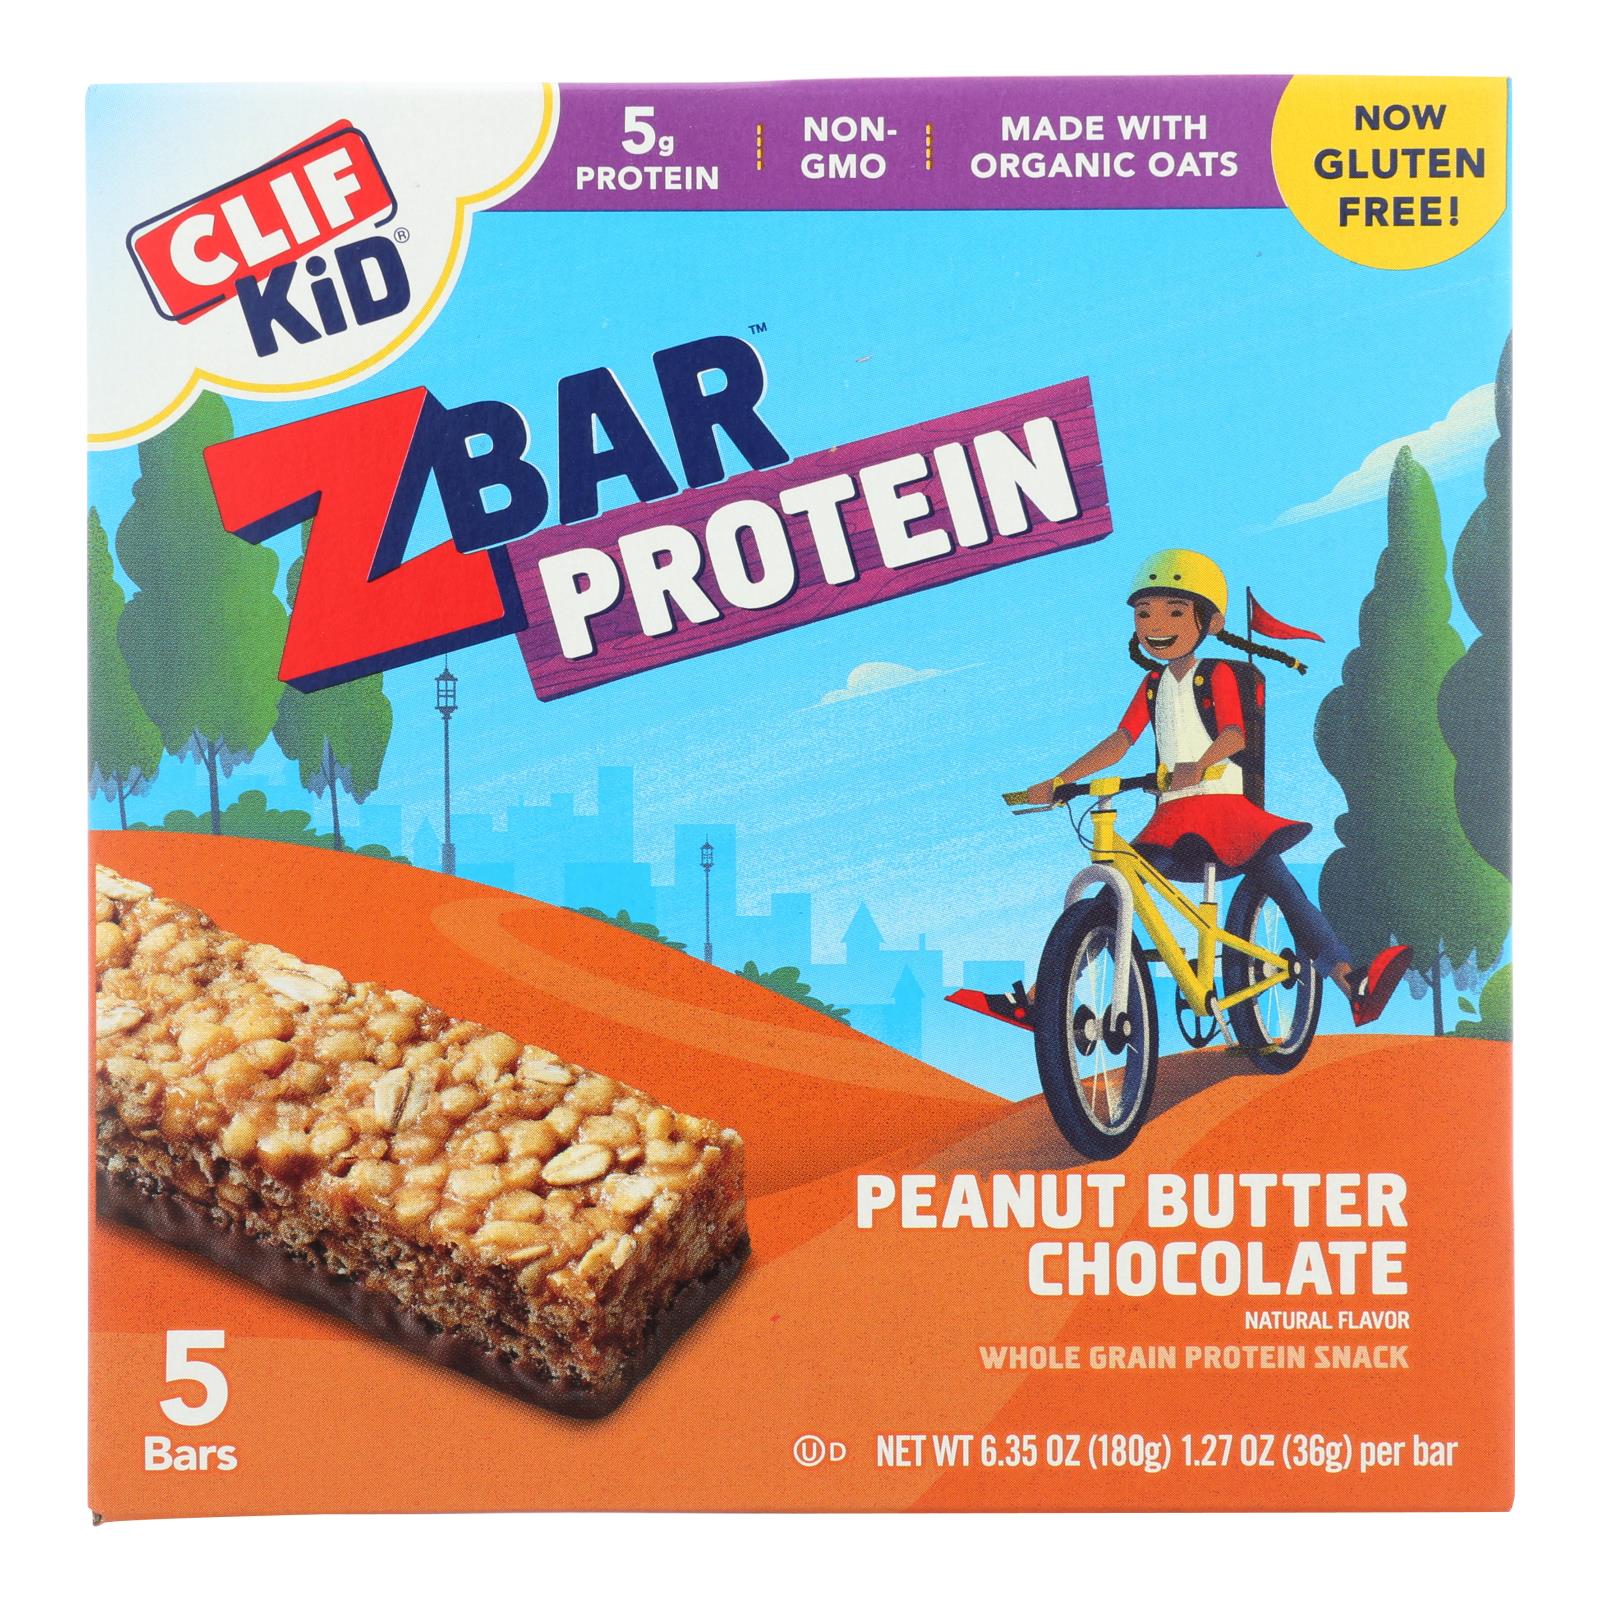 CLIF
KiD®
5g
PROTEIN
NON-
GMO
MADE WITH
ORGANIC OATS
NOW
GLUTEN
FREE!
ZBAR™
PROTEIN
PEANUT BUTTER
CHOCOLATE
NATURAL FLAVOR
WHOLE GRAIN PROTEIN SNACK
5
Bars
Ⓤ D NET WT 6.35 OZ (180g) 1.27 OZ (36g) per bar